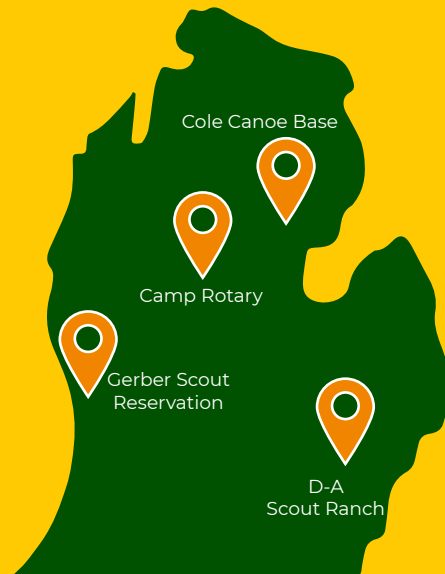 Cole Canoe Base
Camp Rotary
Gerber Scout
Reservation
D-A
Scout Ranch